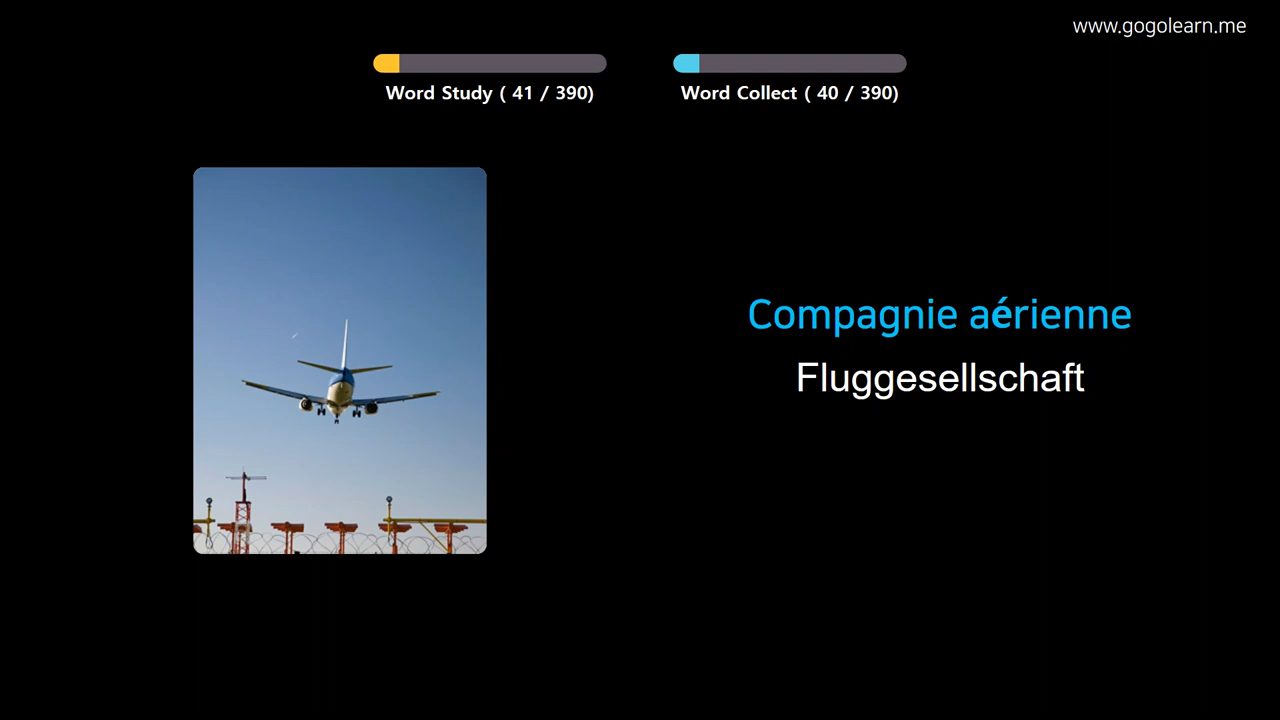 www.gogolearn.me
Word Study ( 41 / 390)
Word Collect ( 40 / 390)
Compagnie aérienne
Fluggesellschaft